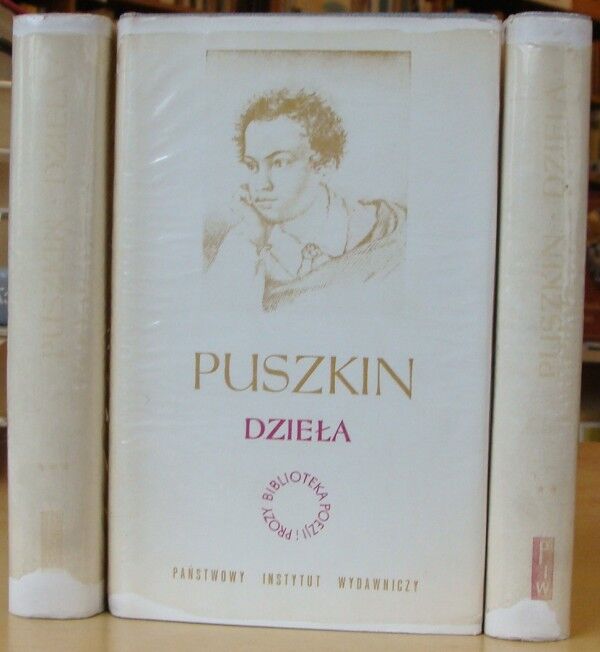 PUSZKIN · DZIEŁA
PUSZKIN
DZIEŁA
BIBLIOTEKA POEZJI i PROZY
PAŃSTWOWY INSTYTUT WYDAWNICZY
PUSZKIN · DZIEŁA
PIW